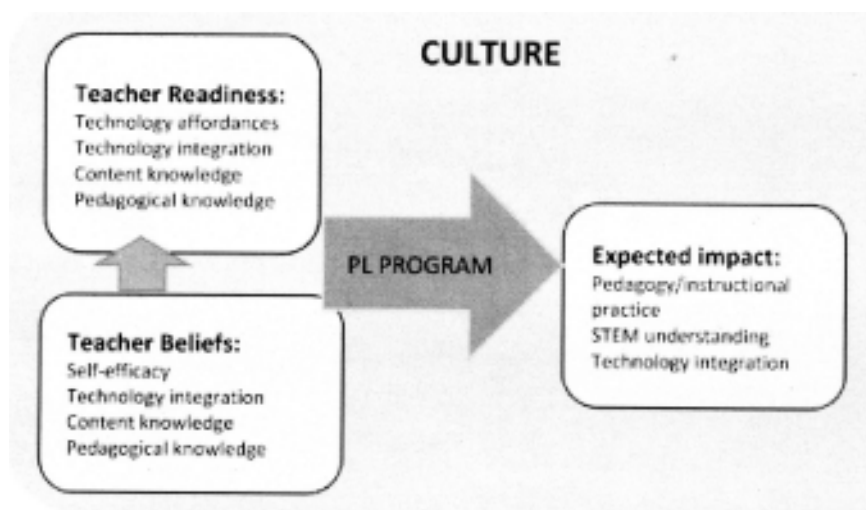 CULTURE
Teacher Readiness:
Technology affordances
Technology integration
Content knowledge
Pedagogical knowledge
PL PROGRAM
Expected impact:
Pedagogy/instructional
practice
STEM understanding
Technology integration
Teacher Beliefs:
Self-efficacy
Technology integration
Content knowledge
Pedagogical knowledge